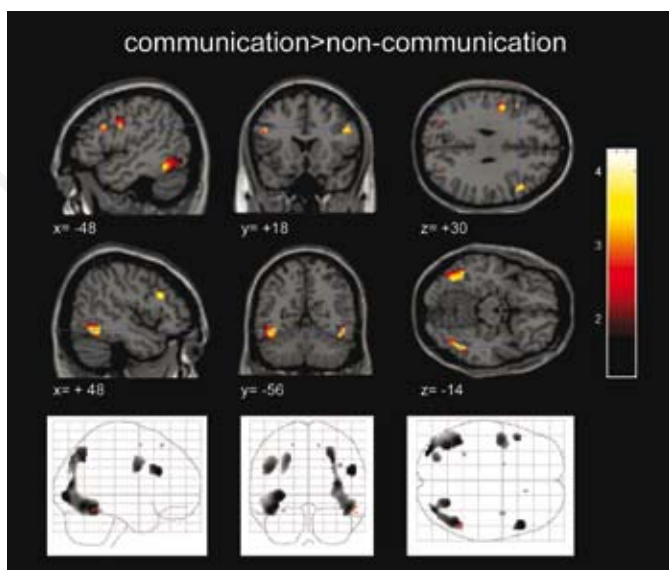 communication>non-communication
x= -48
y= +18
z= +30
4
3
2
x= + 48
y= -56
z= -14